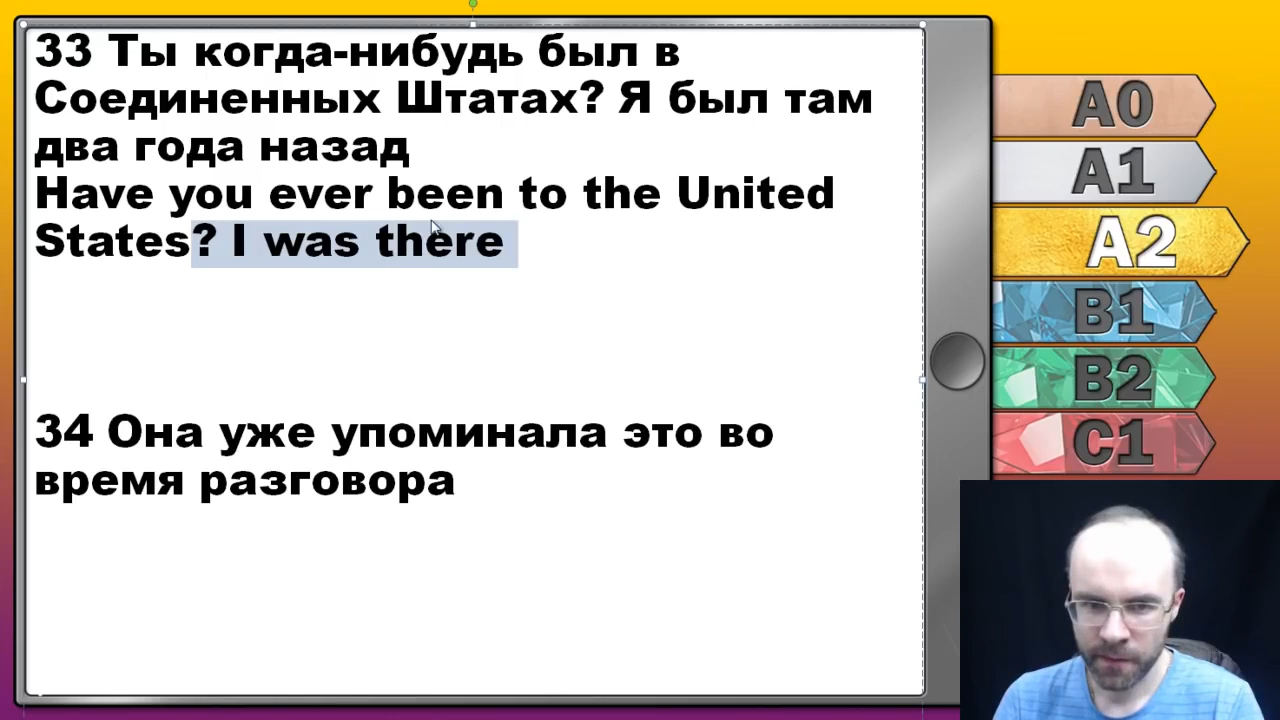 33 Ты когда-нибудь был в
Соединенных Штатах? Я был там
два года назад
Have you ever been to the United
States? I was there
34 Она уже упоминала это во
время разговора
A0
A1
A2
B1
B2
C1